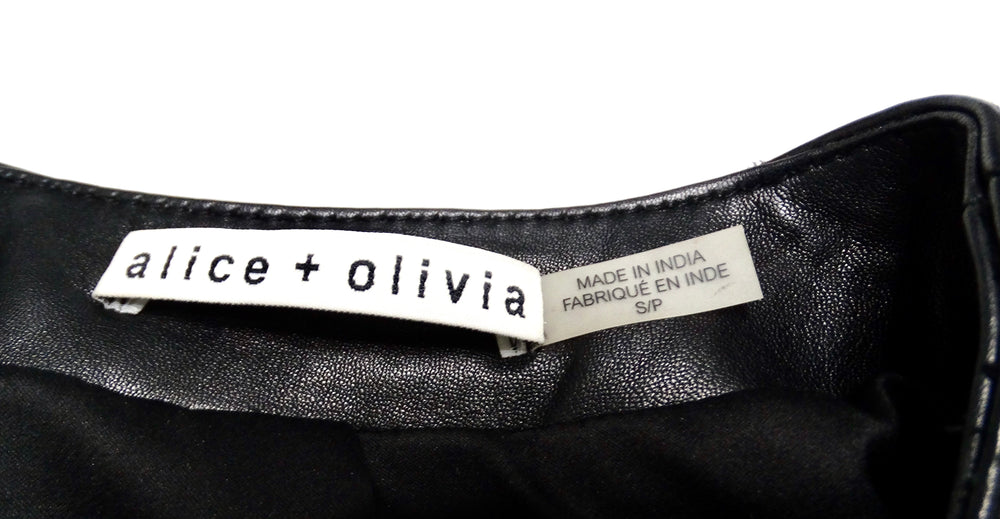 alice + olivia
MADE IN INDIA
FABRIQUÉ EN INDE
S/P